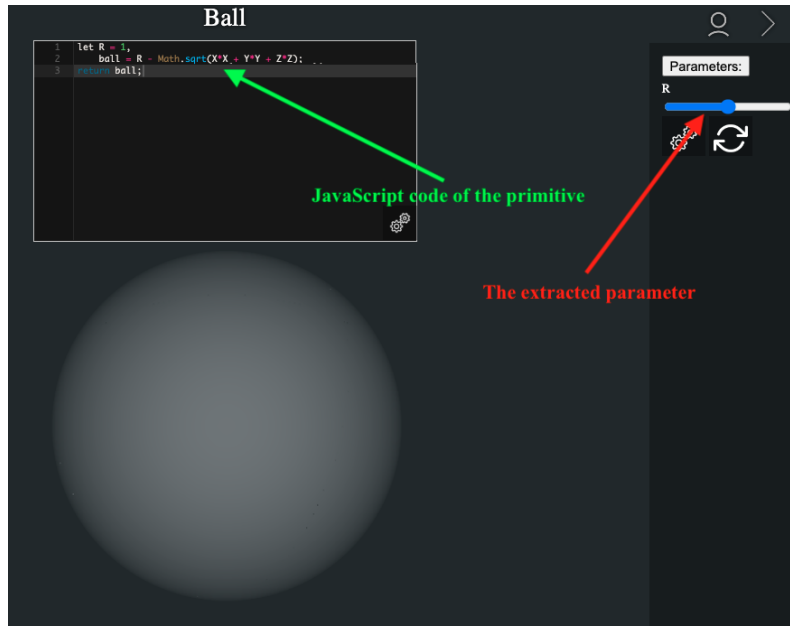 Ball
1 let R = 1,
2 ball = R - Math.sqrt(X*X + Y*Y + Z*Z);
3 return ball;
Parameters:
R
JavaScript code of the primitive
The extracted parameter